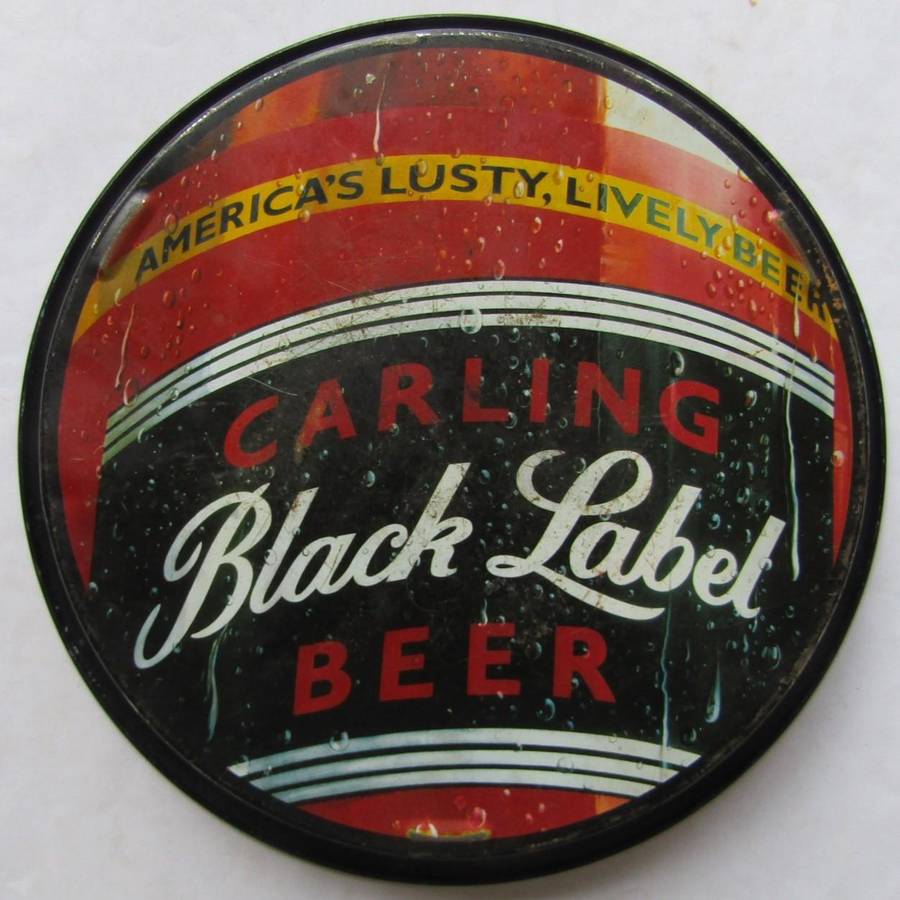 AMERICA'S LUSTY, LIVELY BEER
CARLING
Black Label
BEER